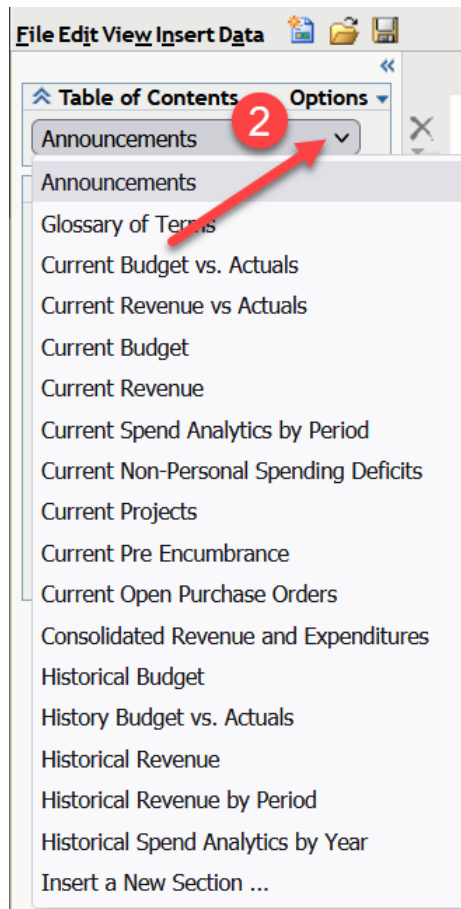 File Edit View Insert Data
Table of Contents Options
2
Announcements
Announcements
Glossary of Terms
Current Budget vs. Actuals
Current Revenue vs Actuals
Current Budget
Current Revenue
Current Spend Analytics by Period
Current Non-Personal Spending Deficits
Current Projects
Current Pre Encumbrance
Current Open Purchase Orders
Consolidated Revenue and Expenditures
Historical Budget
History Budget vs. Actuals
Historical Revenue
Historical Revenue by Period
Historical Spend Analytics by Year
Insert a New Section ...